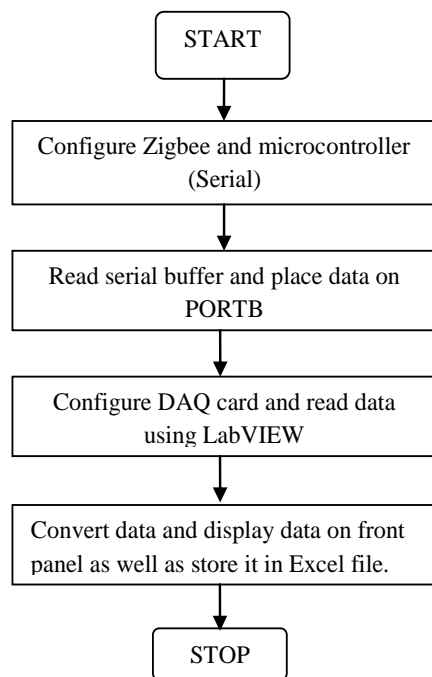 START
Configure Zigbee and microcontroller
(Serial)
Read serial buffer and place data on
PORTB
Configure DAQ card and read data
using LabVIEW
Convert data and display data on front
panel as well as store it in Excel file.
STOP